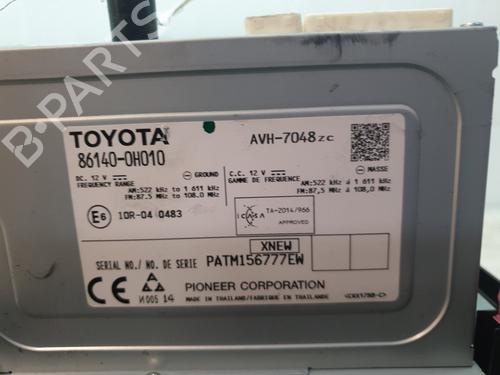 B-PARTS
TOYOTA
86140-0H010
AVH-7048zc
DC. 12 V ⊖ GROUND
FREQUENCY RANGE
AM:522 kHz to 1 611 kHz
FM:87.5 MHz to 108.0 MHz
C.C. 12 V ⊖ MASSE
GAMME DE FREQUENCE
AM:522 kHz à 1 611 kHz
FM:87,5 MHz à 108,0 MHz
E6 10R-04 0483
ICASA
TA-2014/966
APPROVED
XNEW
SERIAL NO./ NO. DE SERIE PATM156777EW
CE
И005 14
PIONEER CORPORATION
MADE IN THAILAND/FABRIQUE EN THAILANDE
<CXX1780-C>